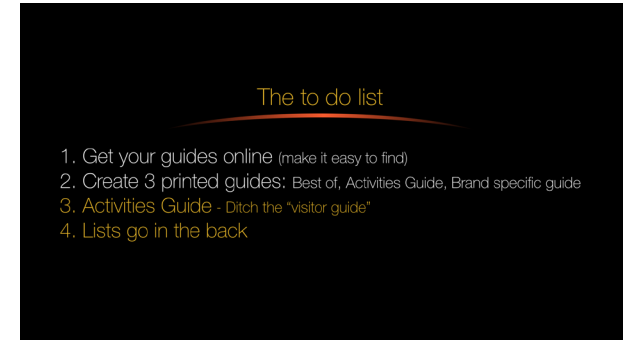 The to do list
1. Get your guides online (make it easy to find)
2. Create 3 printed guides: Best of, Activities Guide, Brand specific guide
3. Activities Guide - Ditch the "visitor guide"
4. Lists go in the back